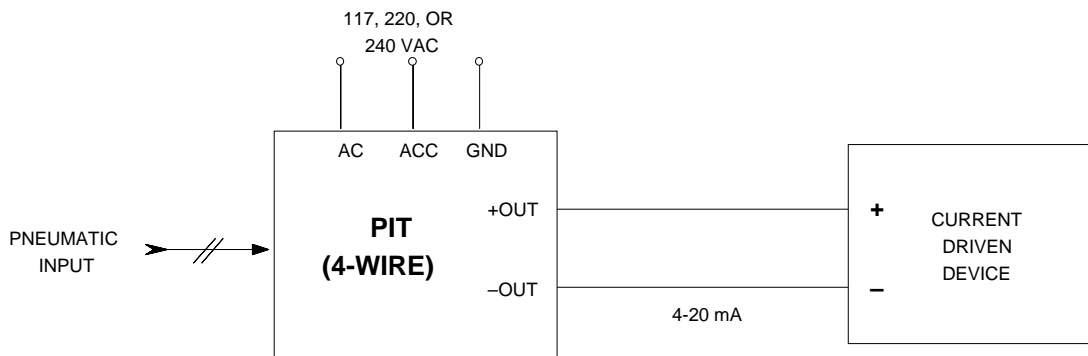 117, 220, OR
240 VAC
AC ACC GND
PIT
(4-WIRE)
+OUT
–OUT
PNEUMATIC
INPUT
4-20 mA
+
–
CURRENT
DRIVEN
DEVICE